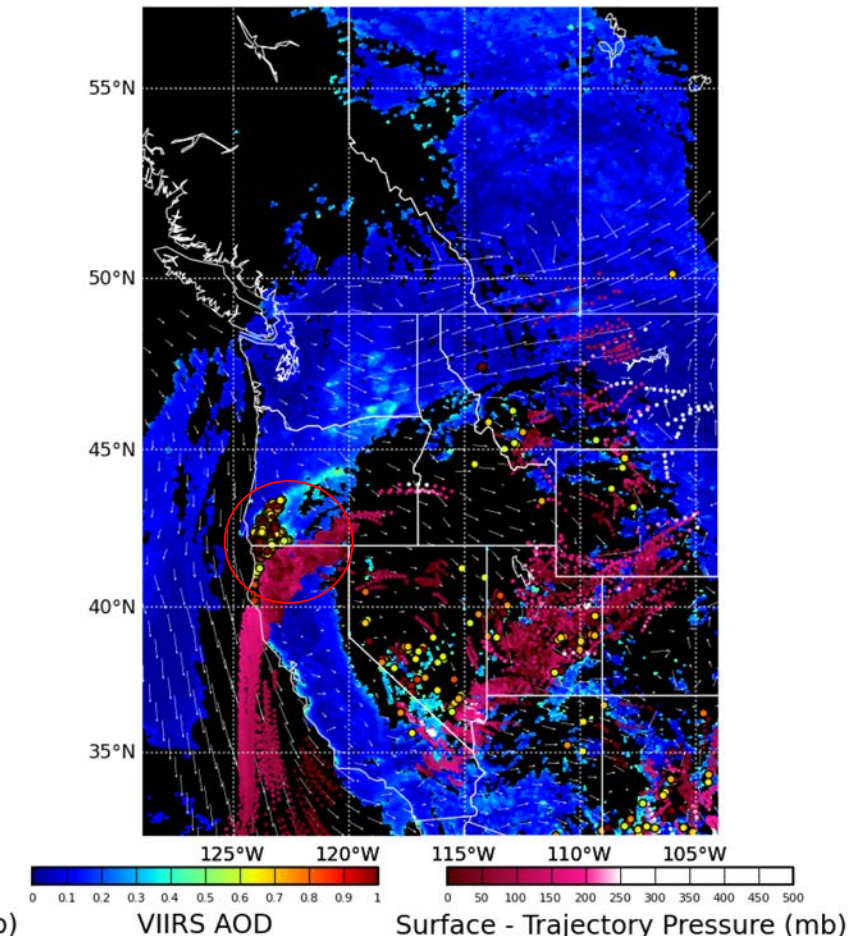 55°N
50°N
45°N
40°N
35°N
125°W 120°W 115°W 110°W 105°W
0 0.1 0.2 0.3 0.4 0.5 0.6 0.7 0.8 0.9 1
0 50 100 150 200 250 300 350 400 450 500
) VIIRS AOD Surface - Trajectory Pressure (mb)